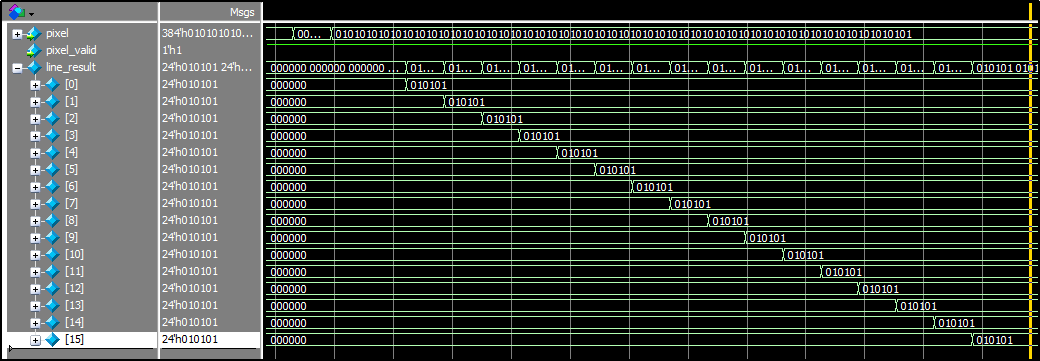 Msgs
pixel 384'h010101010... 00... 010101010101010101010101010101010101010101010101010101010101010101010101010101010101010101010101
pixel_valid 1'h1
line_result 24'h010101 24'h... 000000 000000 000000 ... 01... 01... 01... 01... 01... 01... 01... 01... 01... 01... 01... 01... 01... 01... 01... 010101 0101
[0] 24'h010101 000000 010101
[1] 24'h010101 000000 010101
[2] 24'h010101 000000 010101
[3] 24'h010101 000000 010101
[4] 24'h010101 000000 010101
[5] 24'h010101 000000 010101
[6] 24'h010101 000000 010101
[7] 24'h010101 000000 010101
[8] 24'h010101 000000 010101
[9] 24'h010101 000000 010101
[10] 24'h010101 000000 010101
[11] 24'h010101 000000 010101
[12] 24'h010101 000000 010101
[13] 24'h010101 000000 010101
[14] 24'h010101 000000 010101
[15] 24'h010101 000000 010101